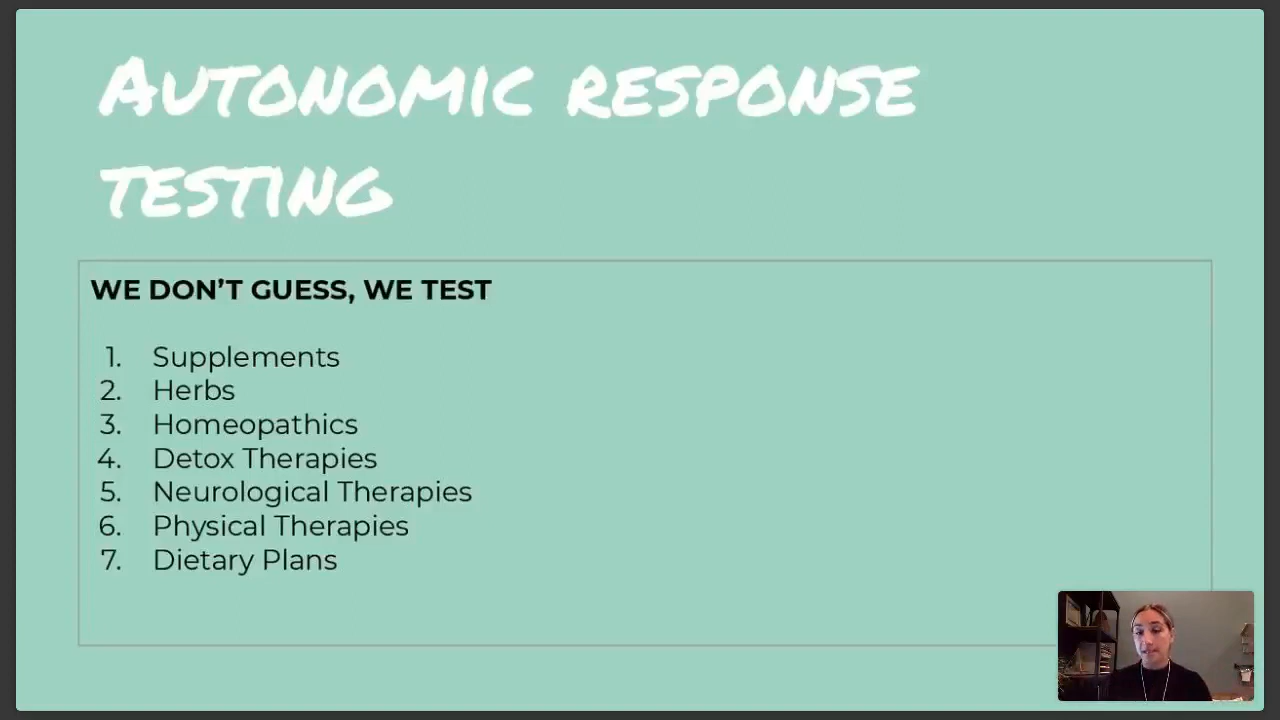 AUTONOMIC RESPONSE
TESTING
WE DON'T GUESS, WE TEST
1. Supplements
2. Herbs
3. Homeopathics
4. Detox Therapies
5. Neurological Therapies
6. Physical Therapies
7. Dietary Plans